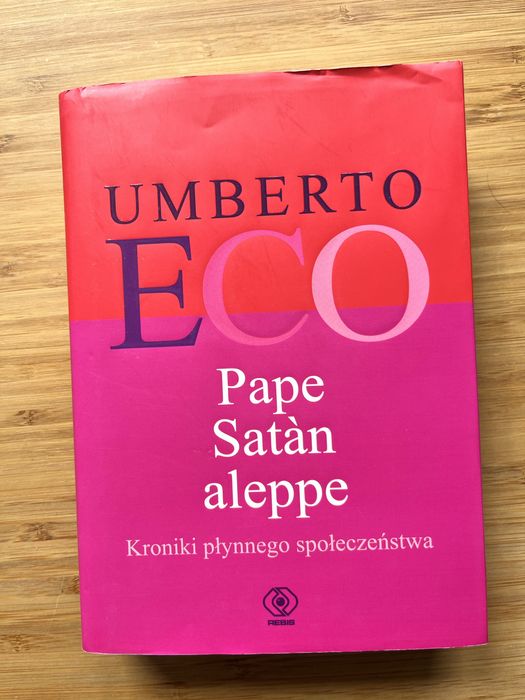 UMBERTO
ECO
Pape
Satàn
aleppe
Kroniki płynnego społeczeństwa
REBIS